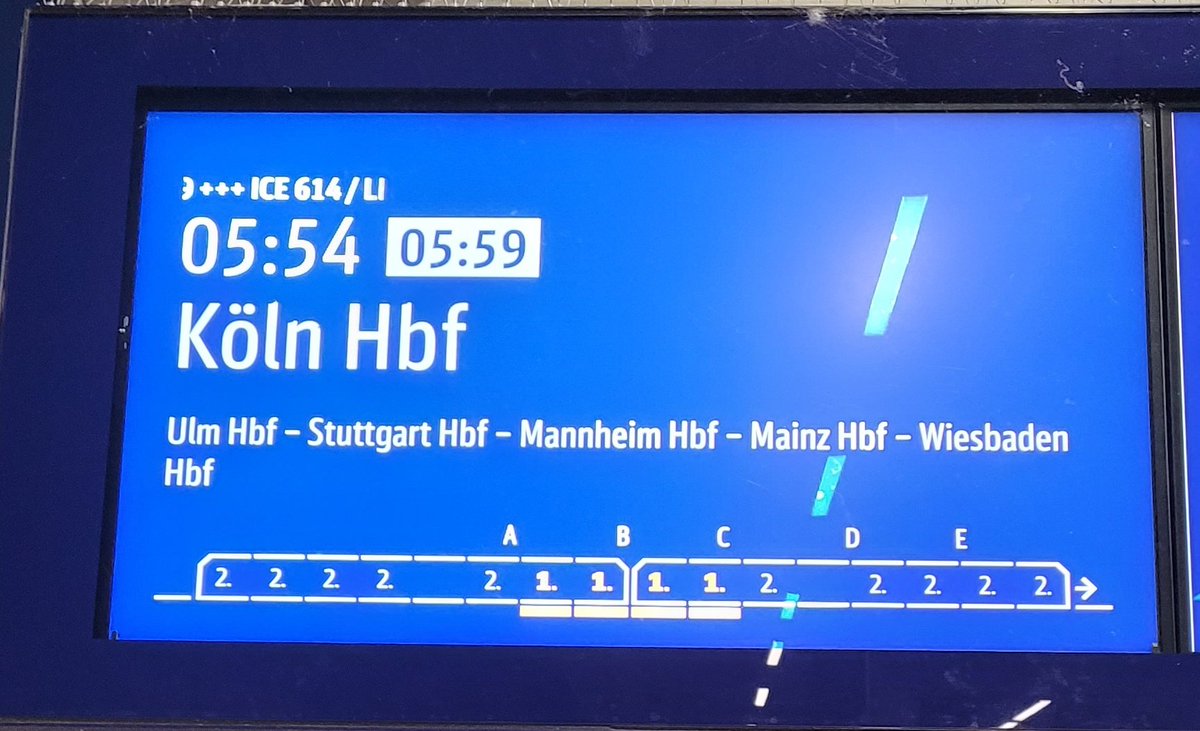 +++ ICE 614 / LI
05:54 05:59
Köln Hbf
Ulm Hbf – Stuttgart Hbf – Mannheim Hbf – Mainz Hbf – Wiesbaden
Hbf
A B C D E
2. 2. 2. 2. 2. 1. 1. 1. 1. 2. 2. 2. 2. 2.